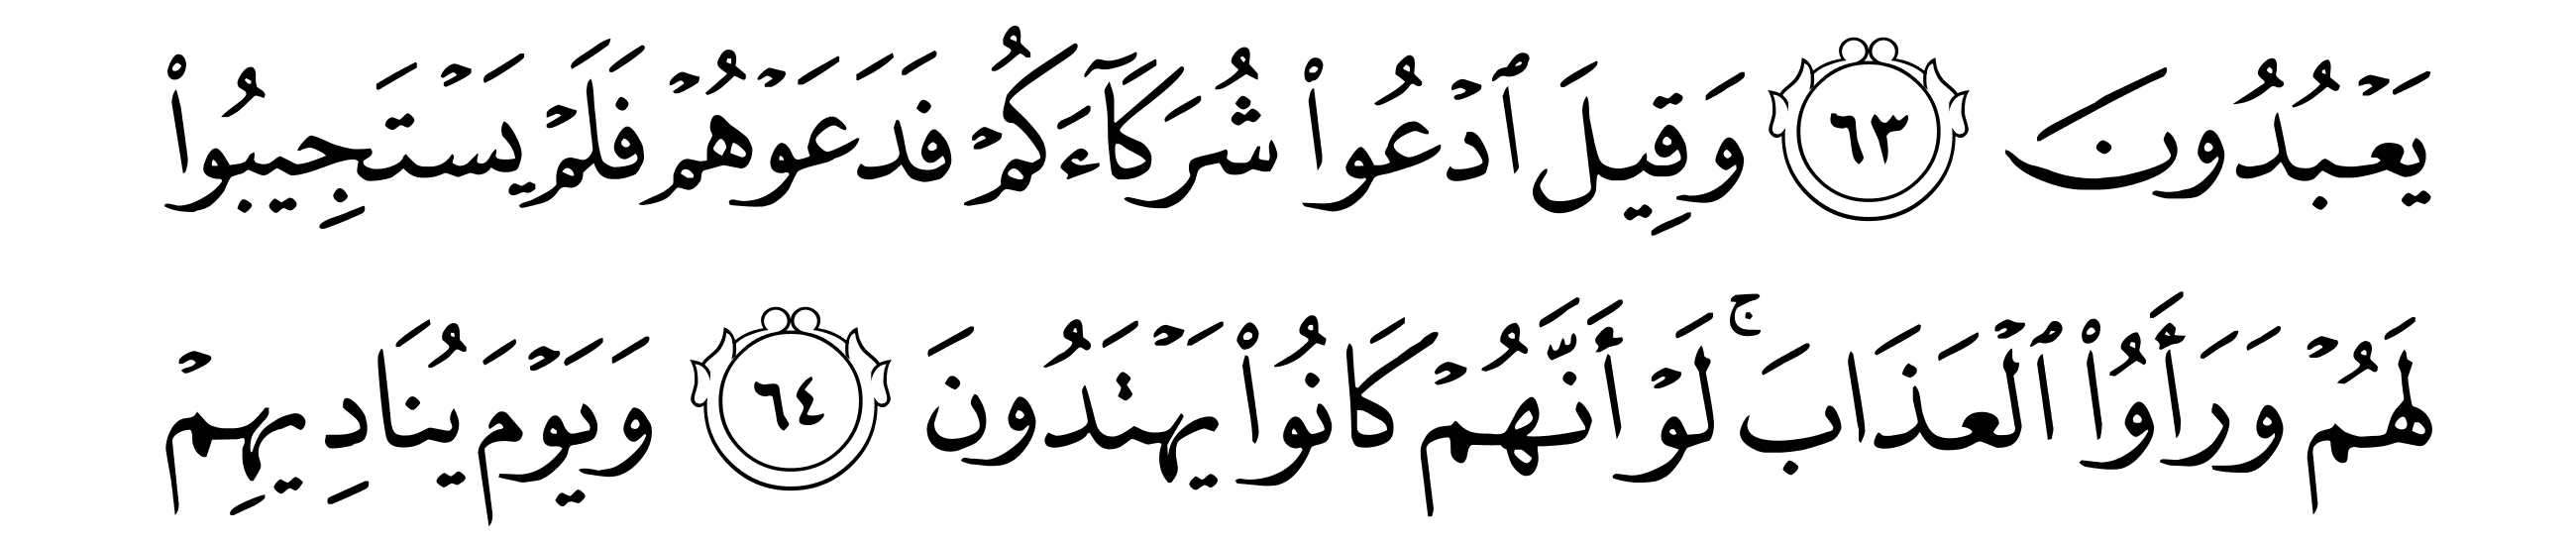 يَعۡبُدُونَ ٦٣ وَقِيلَ ٱدۡعُواْ شُرَكَآءَكُمۡ فَدَعَوۡهُمۡ فَلَمۡ يَسۡتَجِيبُواْ
لَهُمۡ وَرَأَوُاْ ٱلۡعَذَابَۚ لَوۡ أَنَّهُمۡ كَانُواْ يَهۡتَدُونَ ٦٤ وَيَوۡمَ يُنَادِيهِمۡ